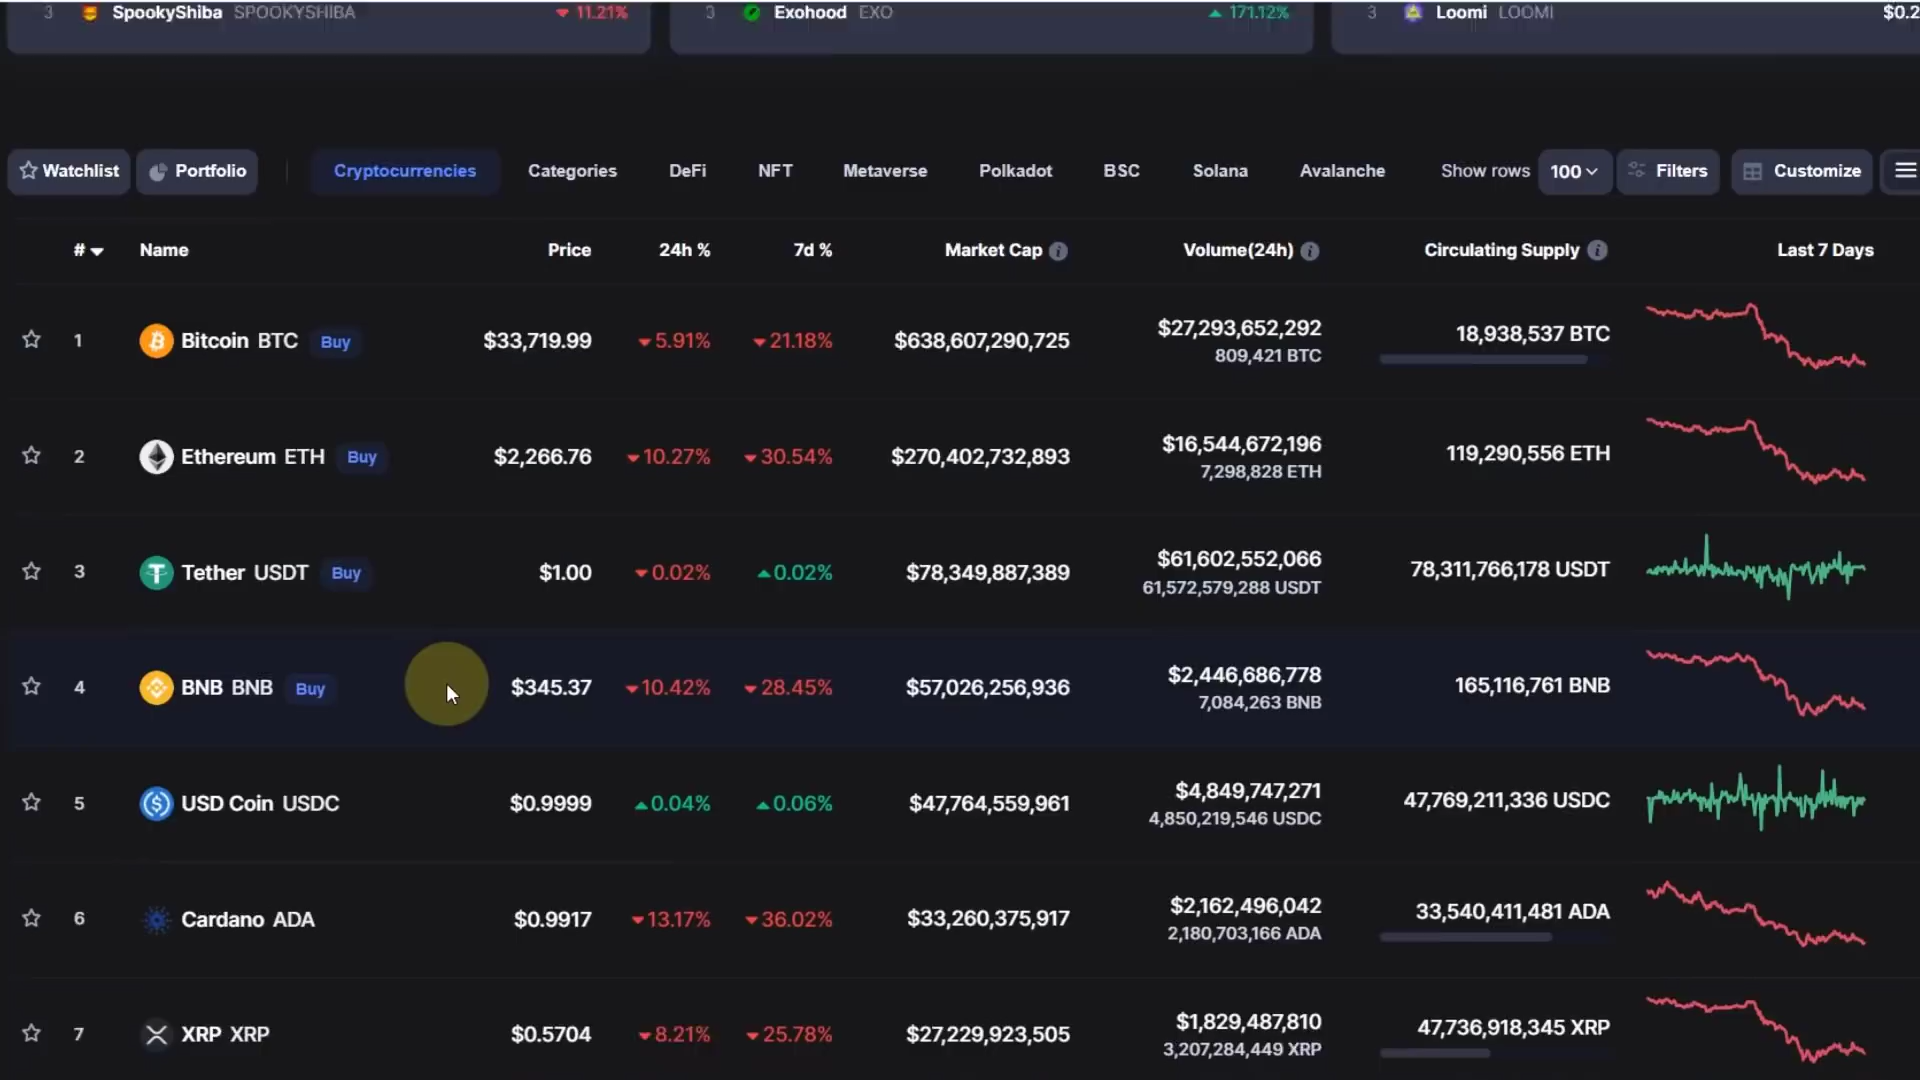 3 SpookyShiba SPOOKYSHIBA 11.21% 3 Exohood EXO 171.12% 3 Loomi LOOMI $0.2
Watchlist Portfolio Cryptocurrencies Categories DeFi NFT Metaverse Polkadot BSC Solana Avalanche Show rows 100 Filters Customize
# Name Price 24h % 7d % Market Cap Volume(24h) Circulating Supply Last 7 Days
1 Bitcoin BTC Buy $33,719.99 5.91% 21.18% $638,607,290,725 $27,293,652,292 18,938,537 BTC
809,421 BTC
2 Ethereum ETH Buy $2,266.76 10.27% 30.54% $270,402,732,893 $16,544,672,196 119,290,556 ETH
7,298,828 ETH
3 Tether USDT Buy $1.00 0.02% 0.02% $78,349,887,389 $61,602,552,066 78,311,766,178 USDT
61,572,579,288 USDT
4 BNB BNB Buy $345.37 10.42% 28.45% $57,026,256,936 $2,446,686,778 165,116,761 BNB
7,084,263 BNB
5 USD Coin USDC $0.9999 0.04% 0.06% $47,764,559,961 $4,849,747,271 47,769,211,336 USDC
4,850,219,546 USDC
6 Cardano ADA $0.9917 13.17% 36.02% $33,260,375,917 $2,162,496,042 33,540,411,481 ADA
2,180,703,166 ADA
7 XRP XRP $0.5704 8.21% 25.78% $27,229,923,505 $1,829,487,810 47,736,918,345 XRP
3,207,284,449 XRP